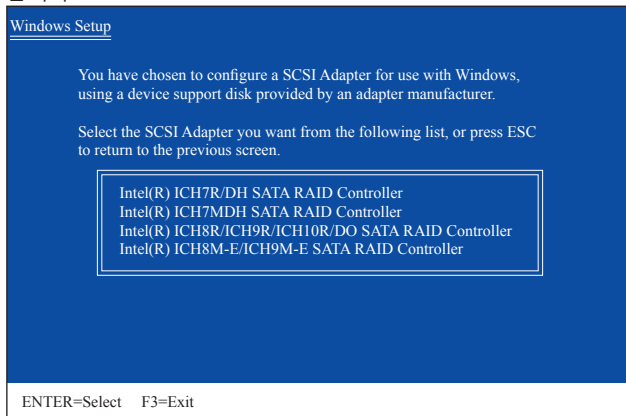 Windows Setup
You have chosen to configure a SCSI Adapter for use with Windows,
using a device support disk provided by an adapter manufacturer.
Select the SCSI Adapter you want from the following list, or press ESC
to return to the previous screen.
Intel(R) ICH7R/DH SATA RAID Controller
Intel(R) ICH7MDH SATA RAID Controller
Intel(R) ICH8R/ICH9R/ICH10R/DO SATA RAID Controller
Intel(R) ICH8M-E/ICH9M-E SATA RAID Controller
ENTER=Select F3=Exit